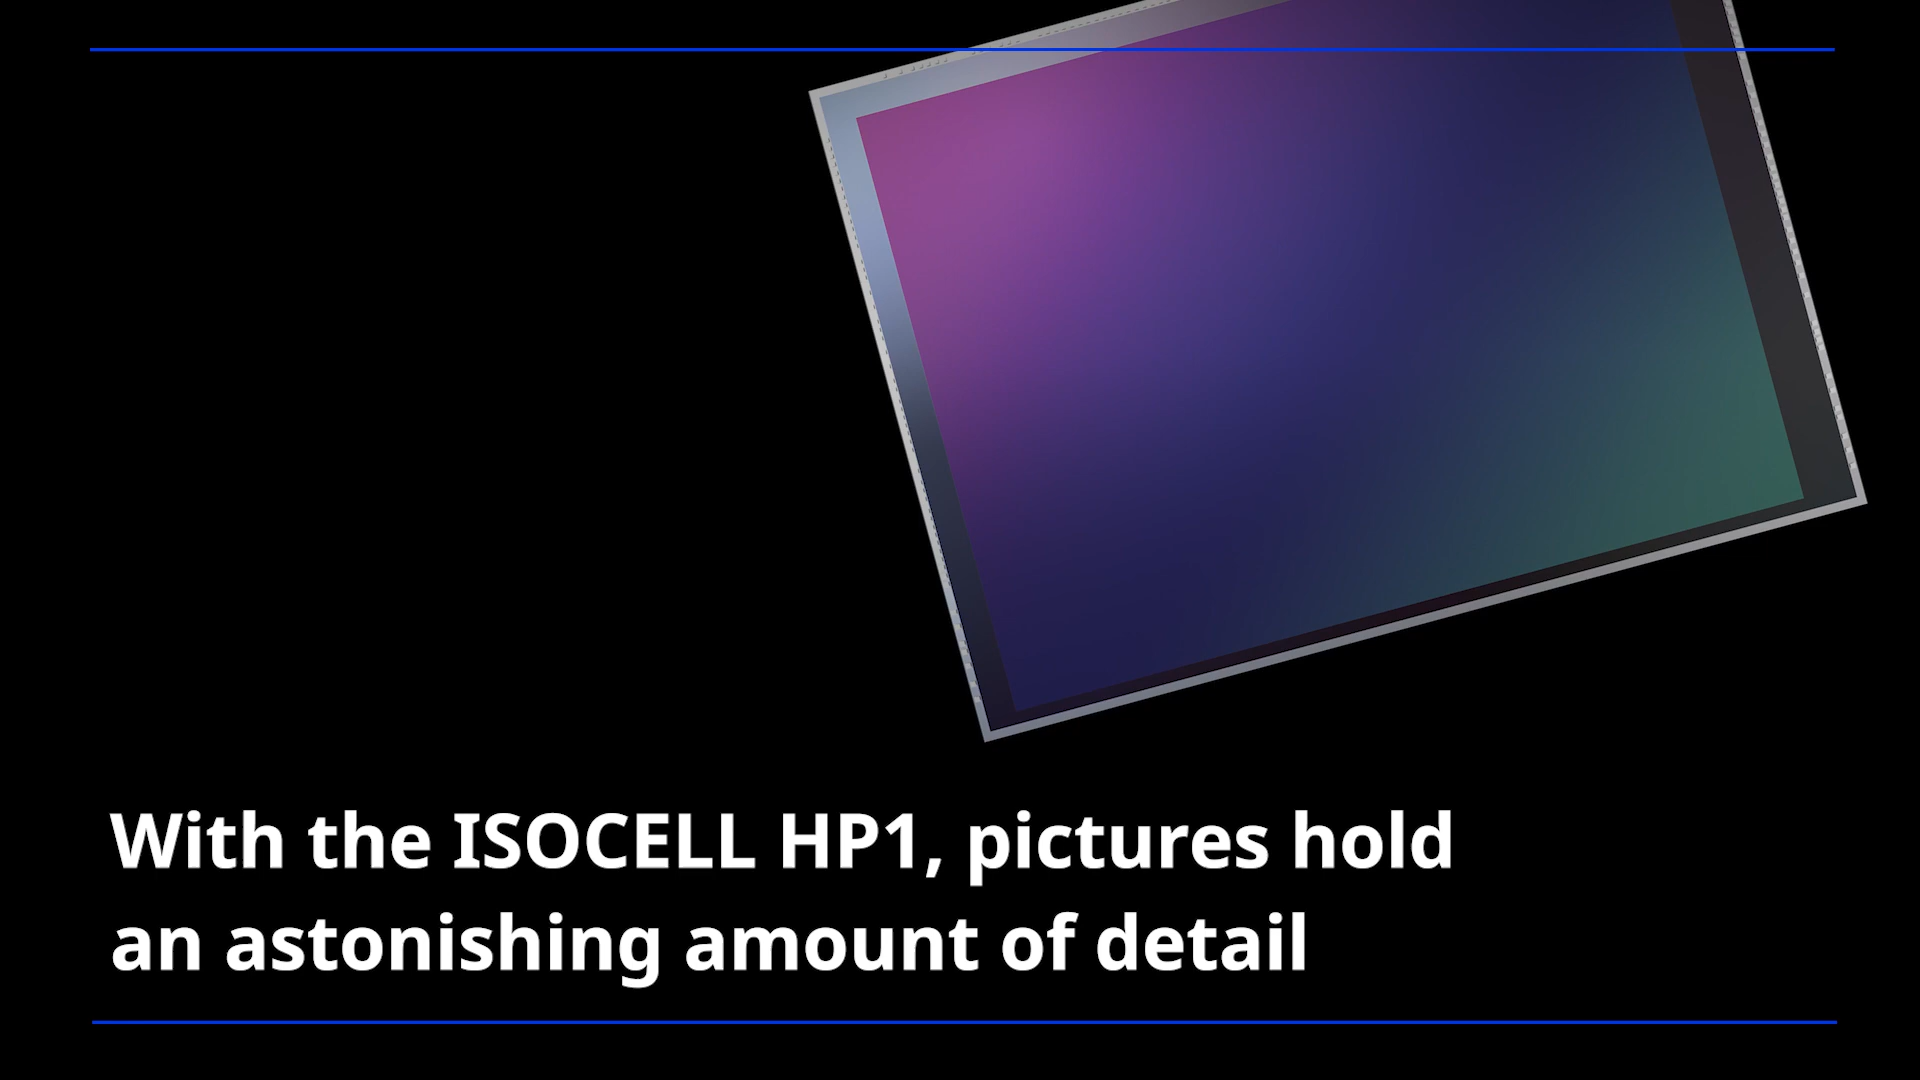 With the ISOCELL HP1, pictures hold
an astonishing amount of detail